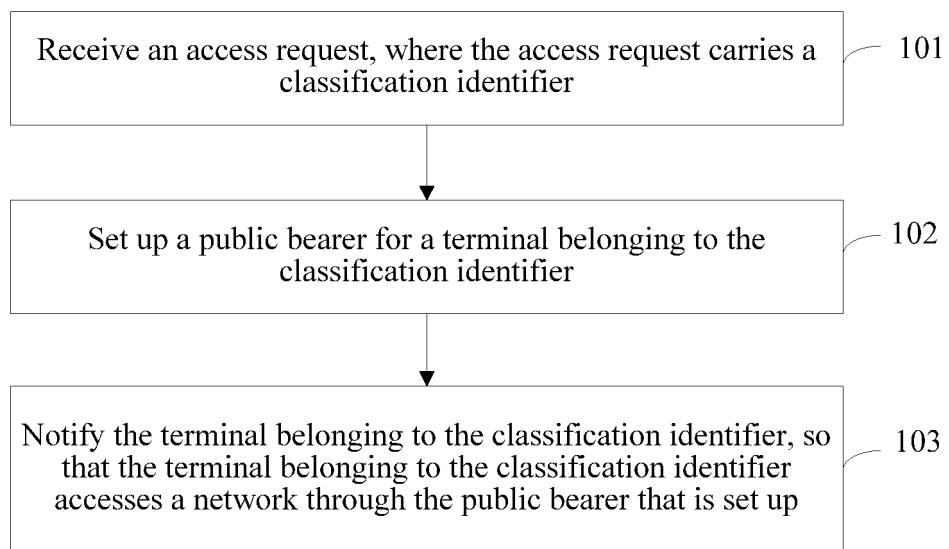 Receive an access request, where the access request carries a
classification identifier
101
Set up a public bearer for a terminal belonging to the
classification identifier
102
Notify the terminal belonging to the classification identifier, so
that the terminal belonging to the classification identifier
accesses a network through the public bearer that is set up
103